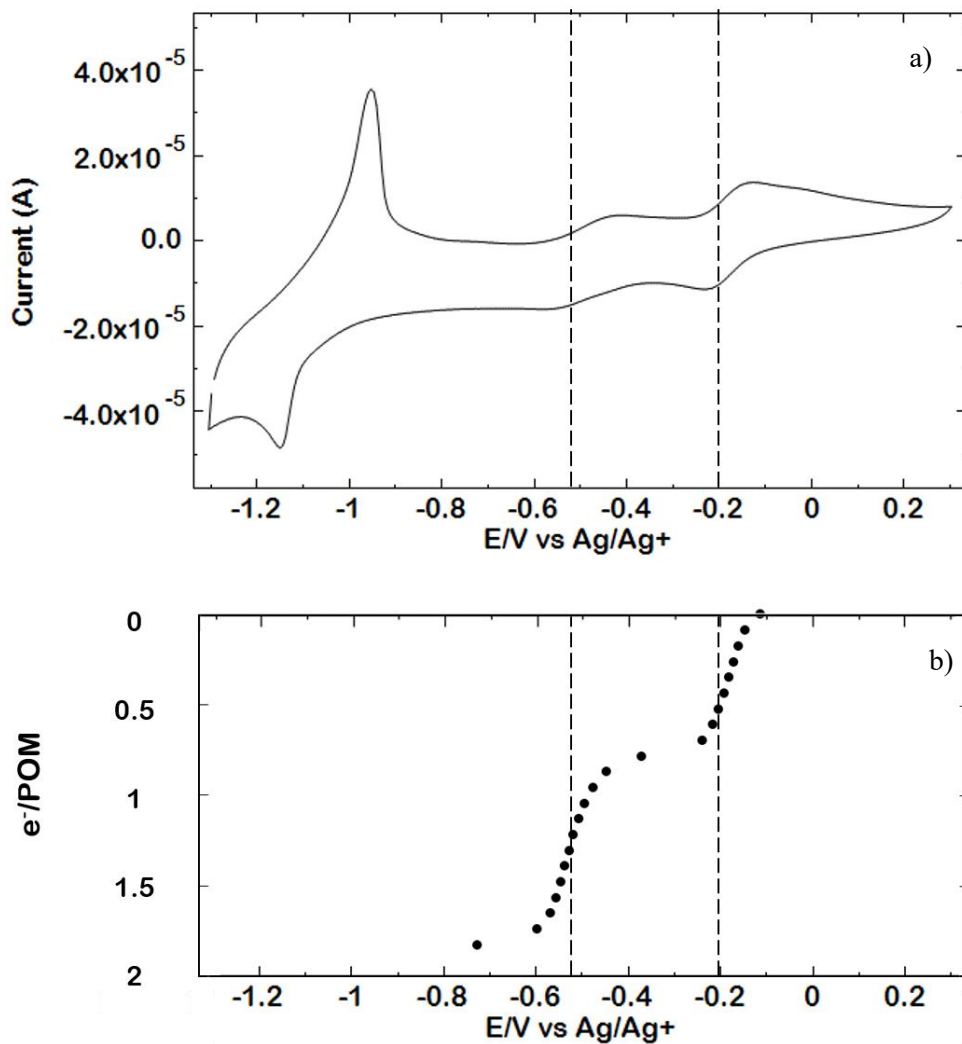 a)
4.0x10⁻⁵
2.0x10⁻⁵
0.0
-2.0x10⁻⁵
-4.0x10⁻⁵
Current (A)
-1.2 -1 -0.8 -0.6 -0.4 -0.2 0 0.2
E/V vs Ag/Ag+
b)
0
0.5
1
1.5
2
e⁻/POM
-1.2 -1 -0.8 -0.6 -0.4 -0.2 0 0.2
E/V vs Ag/Ag+